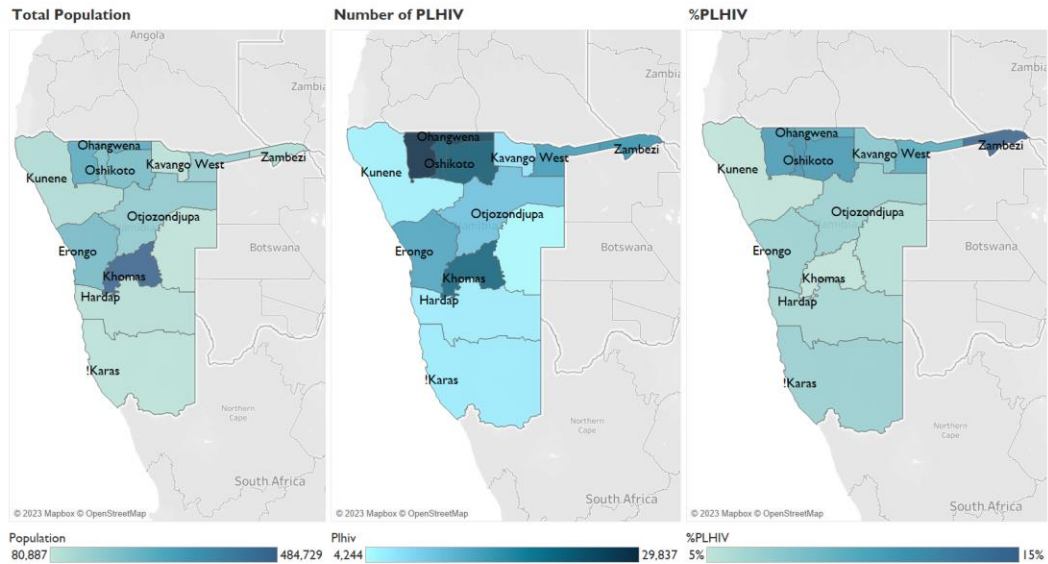 Total Population
Number of PLHIV
%PLHIV
Angola
Zambia
Ohangwena
Oshikoto
Kavango West
Zambezi
Kunene
Otjozondjupa
Erongo
Botswana
Khomas
Hardap
!Karas
Northern
Cape
South Africa
© 2023 Mapbox © OpenStreetMap
Zambia
Ohangwena
Oshikoto
Kavango West
Zambezi
Kunene
Otjozondjupa
Erongo
Botswana
Khomas
Hardap
!Karas
Northern
Cape
South Africa
© 2023 Mapbox © OpenStreetMap
Zambia
Ohangwena
Oshikoto
Kavango West
Zambezi
Kunene
Otjozondjupa
Erongo
Botswana
Khomas
Hardap
!Karas
Northern
Cape
South Africa
© 2023 Mapbox © OpenStreetMap
Population
80,887 484,729
Plhiv
4,244 29,837
%PLHIV
5% 15%